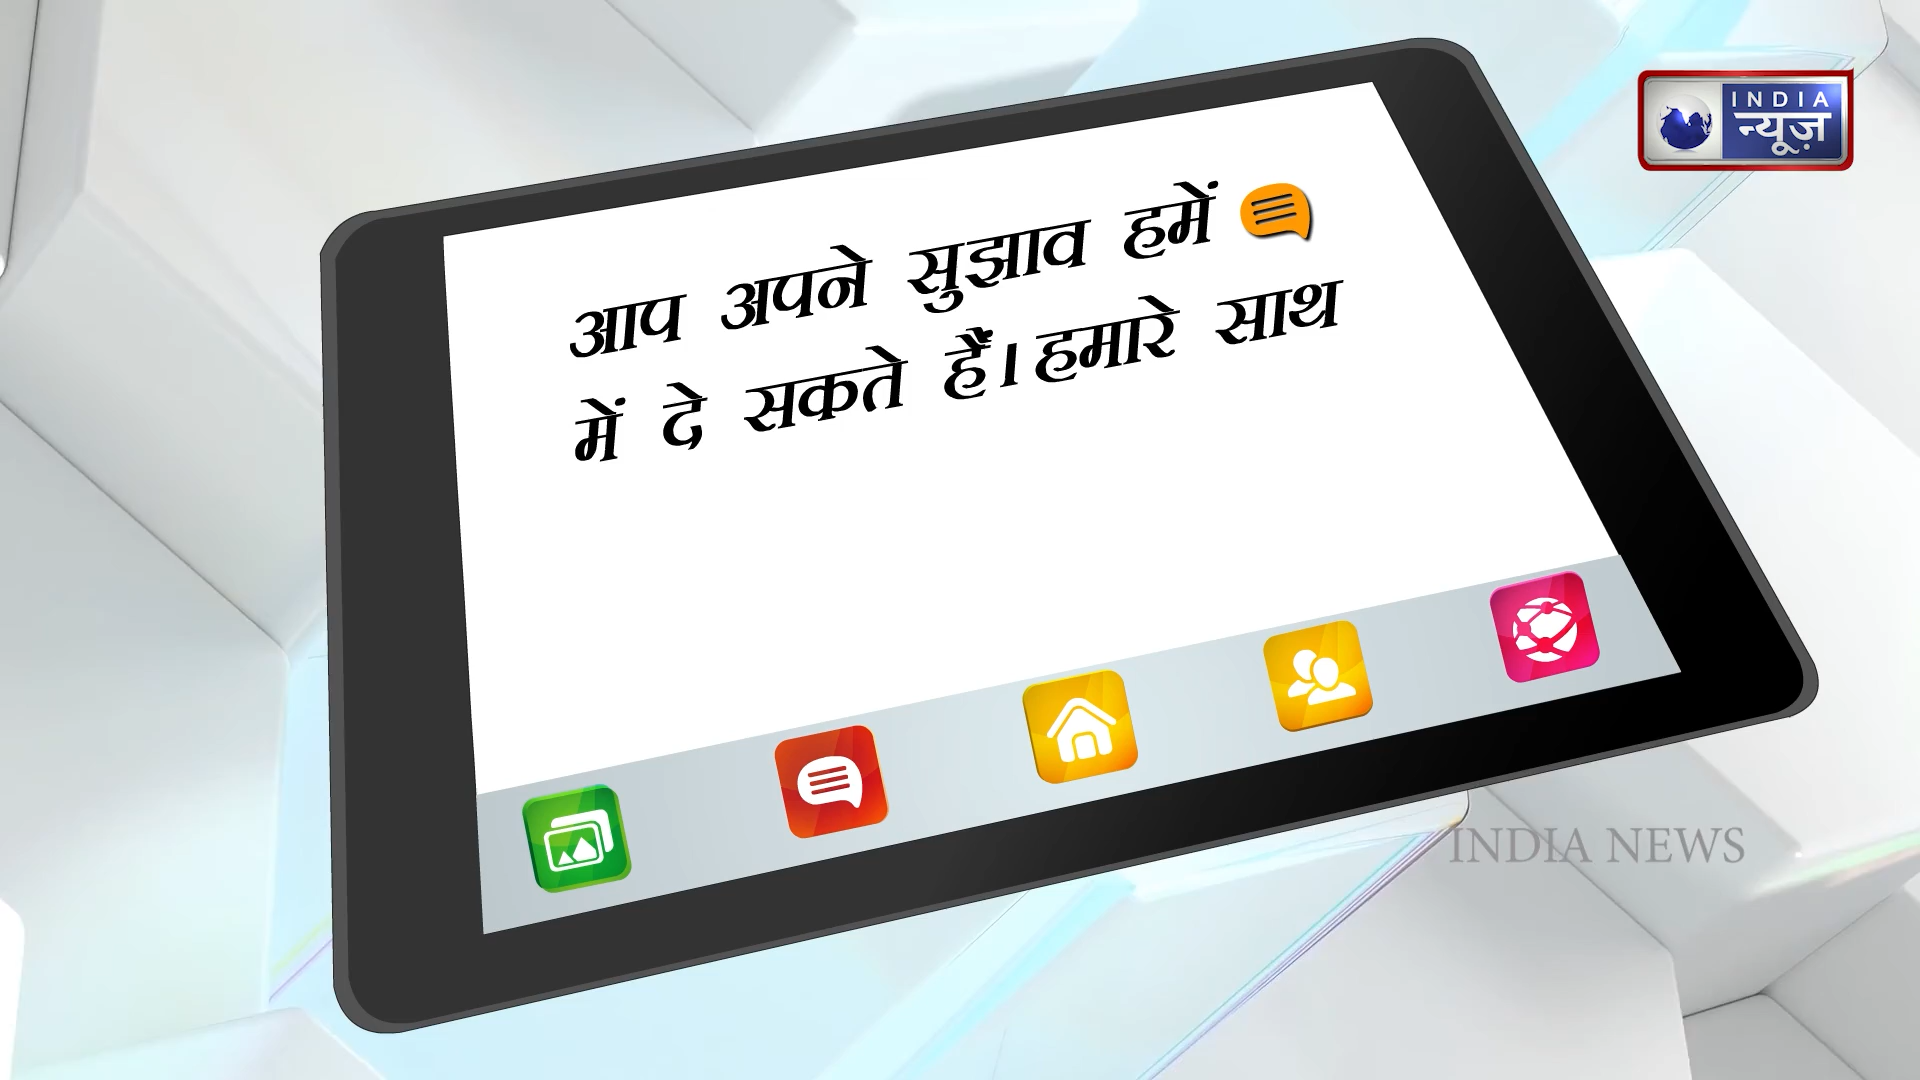 INDIA
न्यूज़
आप अपने सुझाव हमें
में दे सकते हैं। हमारे साथ
INDIA NEWS